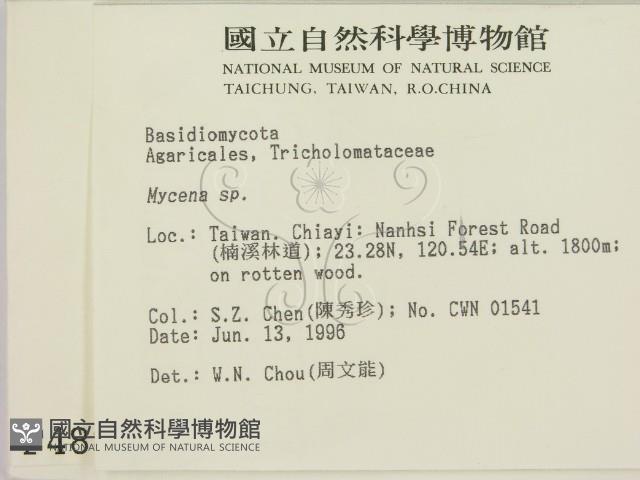 國立自然科學博物館
NATIONAL MUSEUM OF NATURAL SCIENCE
TAICHUNG, TAIWAN, R.O.CHINA
Basidiomycota
Agaricales, Tricholomataceae
Mycena sp.
Loc.: Taiwan. Chiayi: Nanhsi Forest Road
(楠溪林道); 23.28N, 120.54E; alt. 1800m;
on rotten wood.
Col.: S.Z. Chen(陳秀珍); No. CWN 01541
Date: Jun. 13, 1996
Det.: W.N. Chou(周文能)
國立自然科學博物館
NATIONAL MUSEUM OF NATURAL SCIENCE